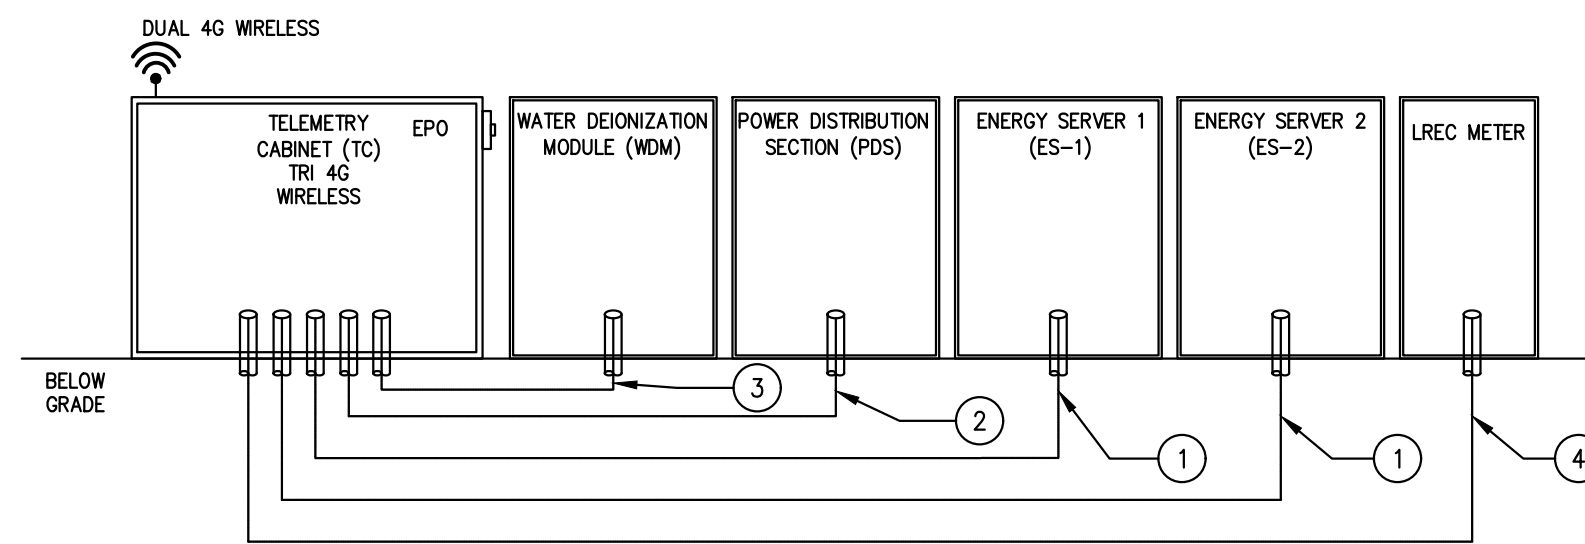 DUAL 4G WIRELESS
TELEMETRY
CABINET (TC)
TRI 4G
WIRELESS
EPO
WATER DEIONIZATION
MODULE (WDM)
POWER DISTRIBUTION
SECTION (PDS)
ENERGY SERVER 1
(ES-1)
ENERGY SERVER 2
(ES-2)
LREC METER
BELOW
GRADE
3
2
1
1
4